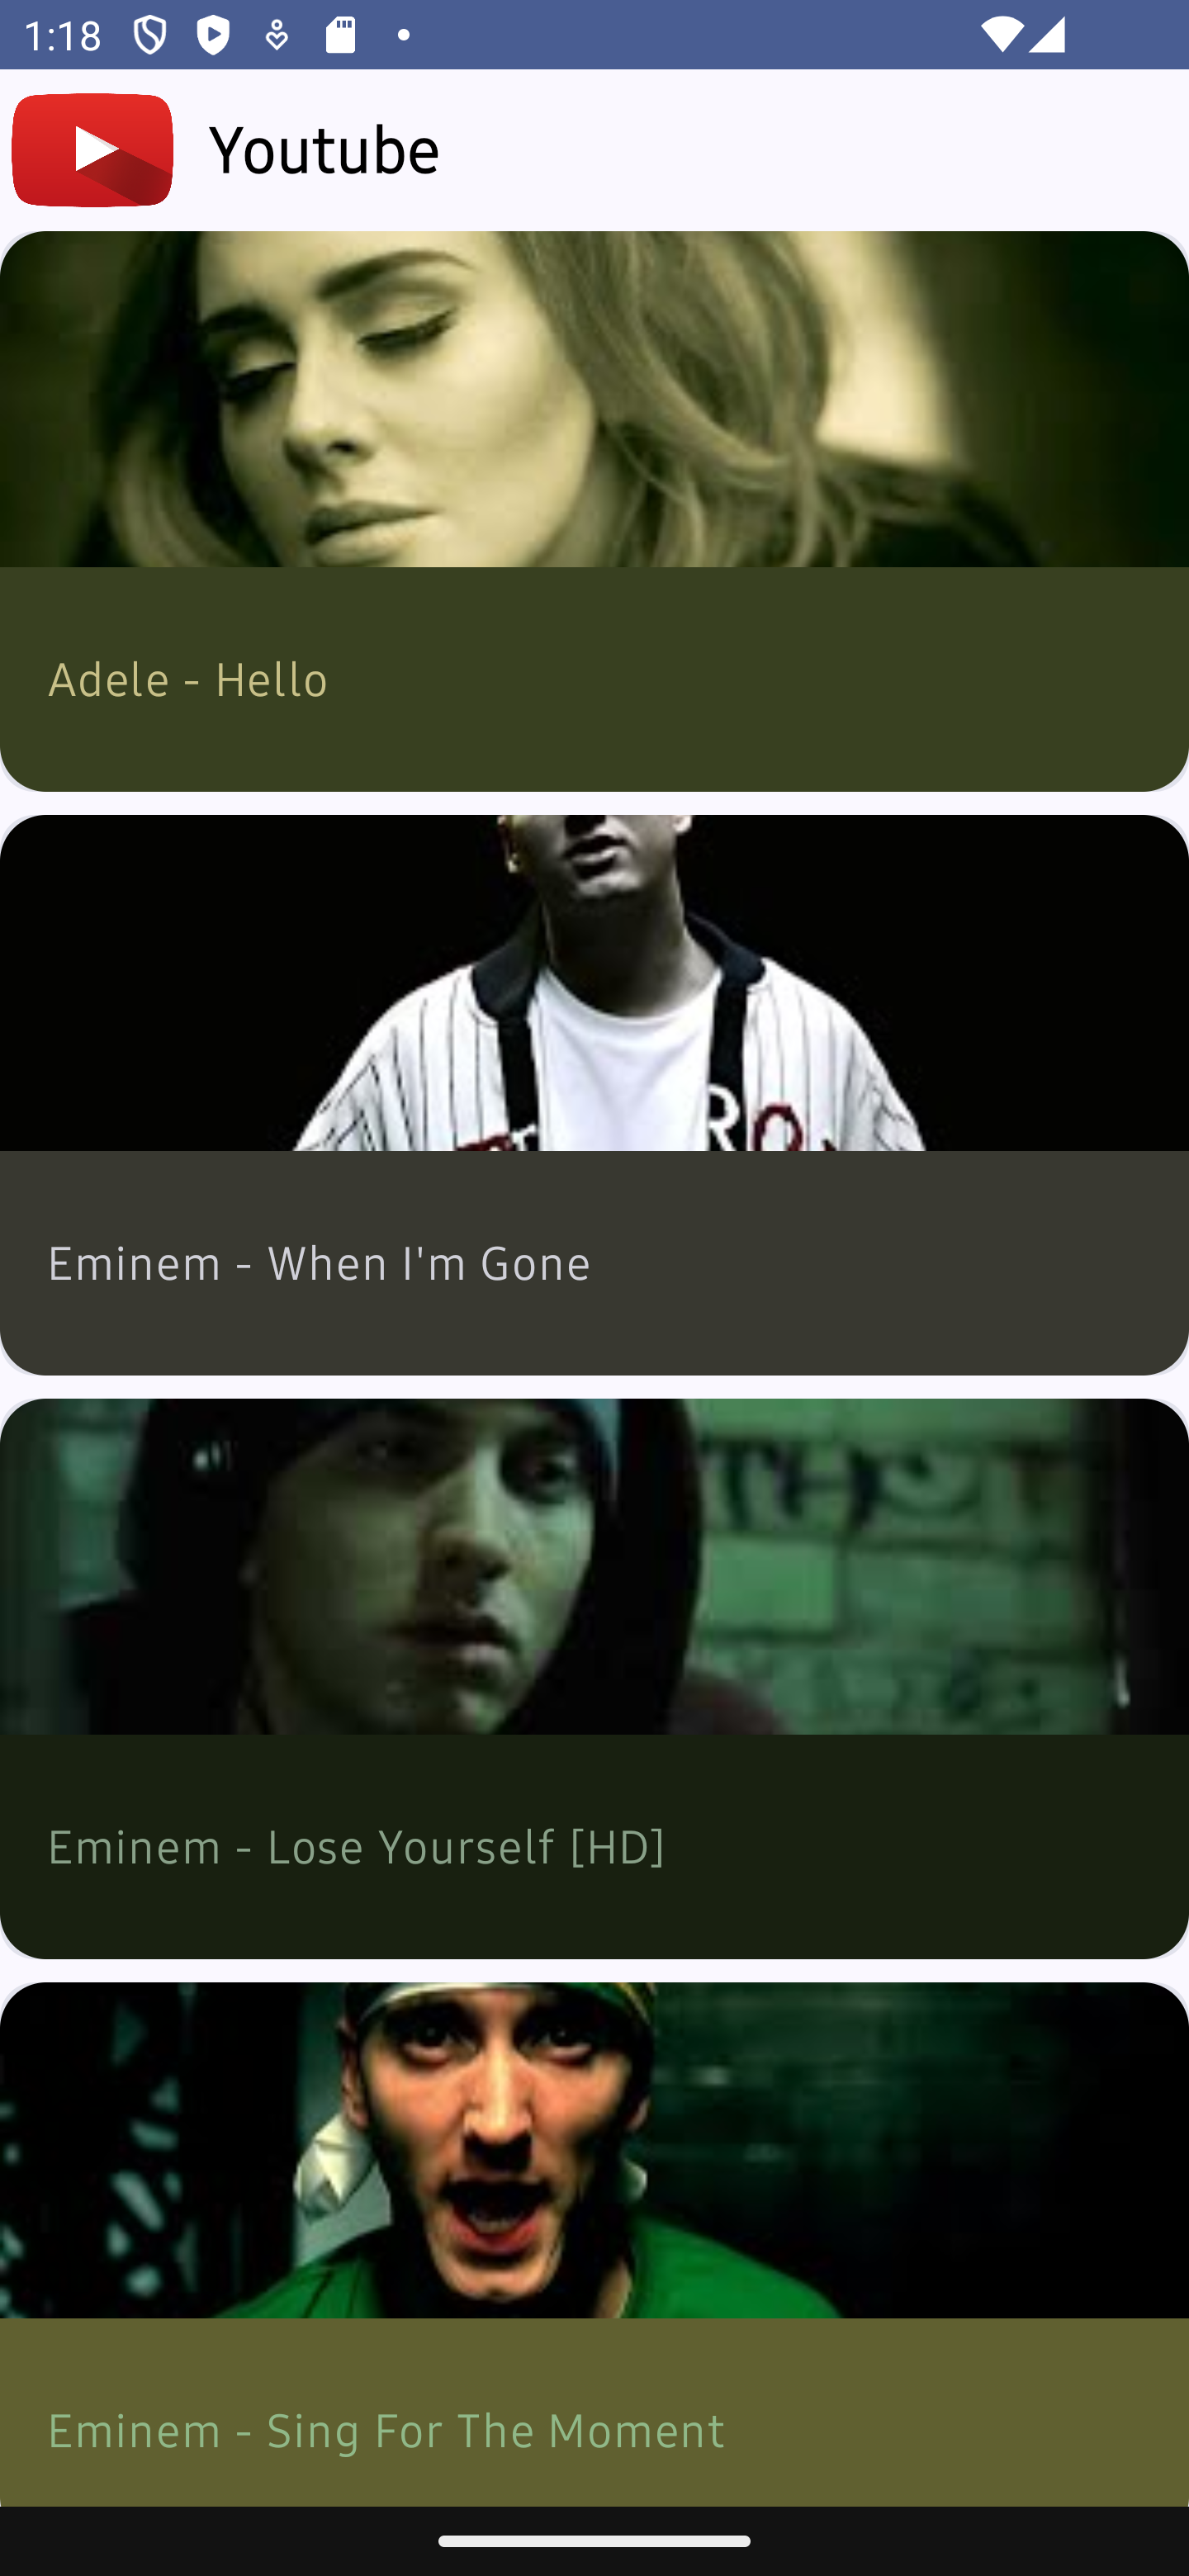 1:18
Youtube
Adele - Hello
Eminem - When I'm Gone
Eminem - Lose Yourself [HD]
Eminem - Sing For The Moment